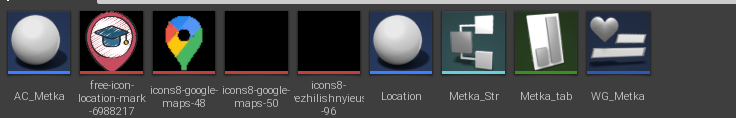 AC_Metka
free-icon-
location-mark
-6988217
icons8-google-
maps-48
icons8-google-
maps-50
icons8-
-96
Location
Metka_Str
Metka_tab
WG_Metka